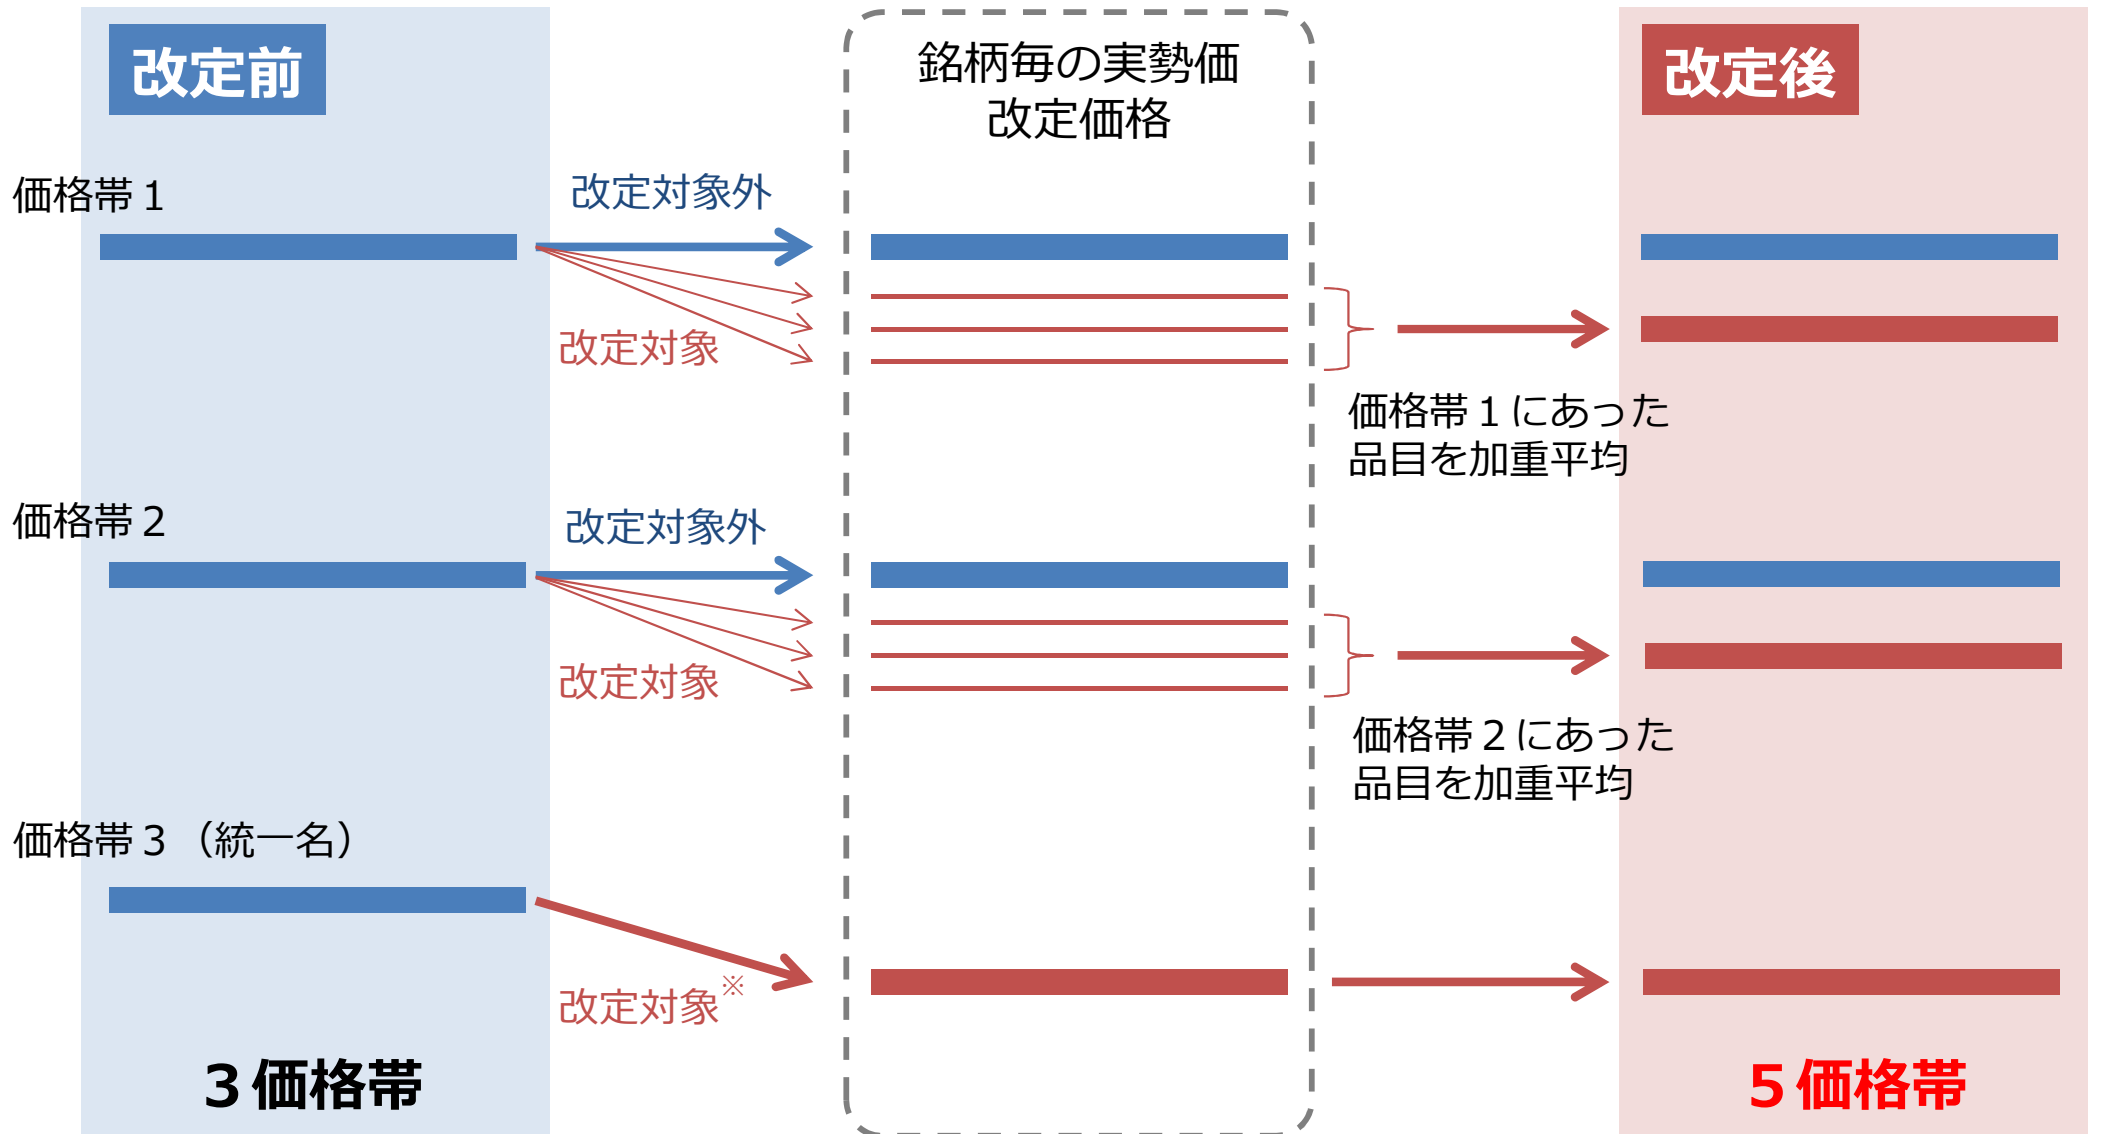 改定前
銘柄毎の実勢価
改定価格
改定後
価格帯１
改定対象外
改定対象
価格帯１にあった
品目を加重平均
価格帯２
改定対象外
改定対象
価格帯２にあった
品目を加重平均
価格帯３（統一名）
改定対象※
３価格帯
５価格帯